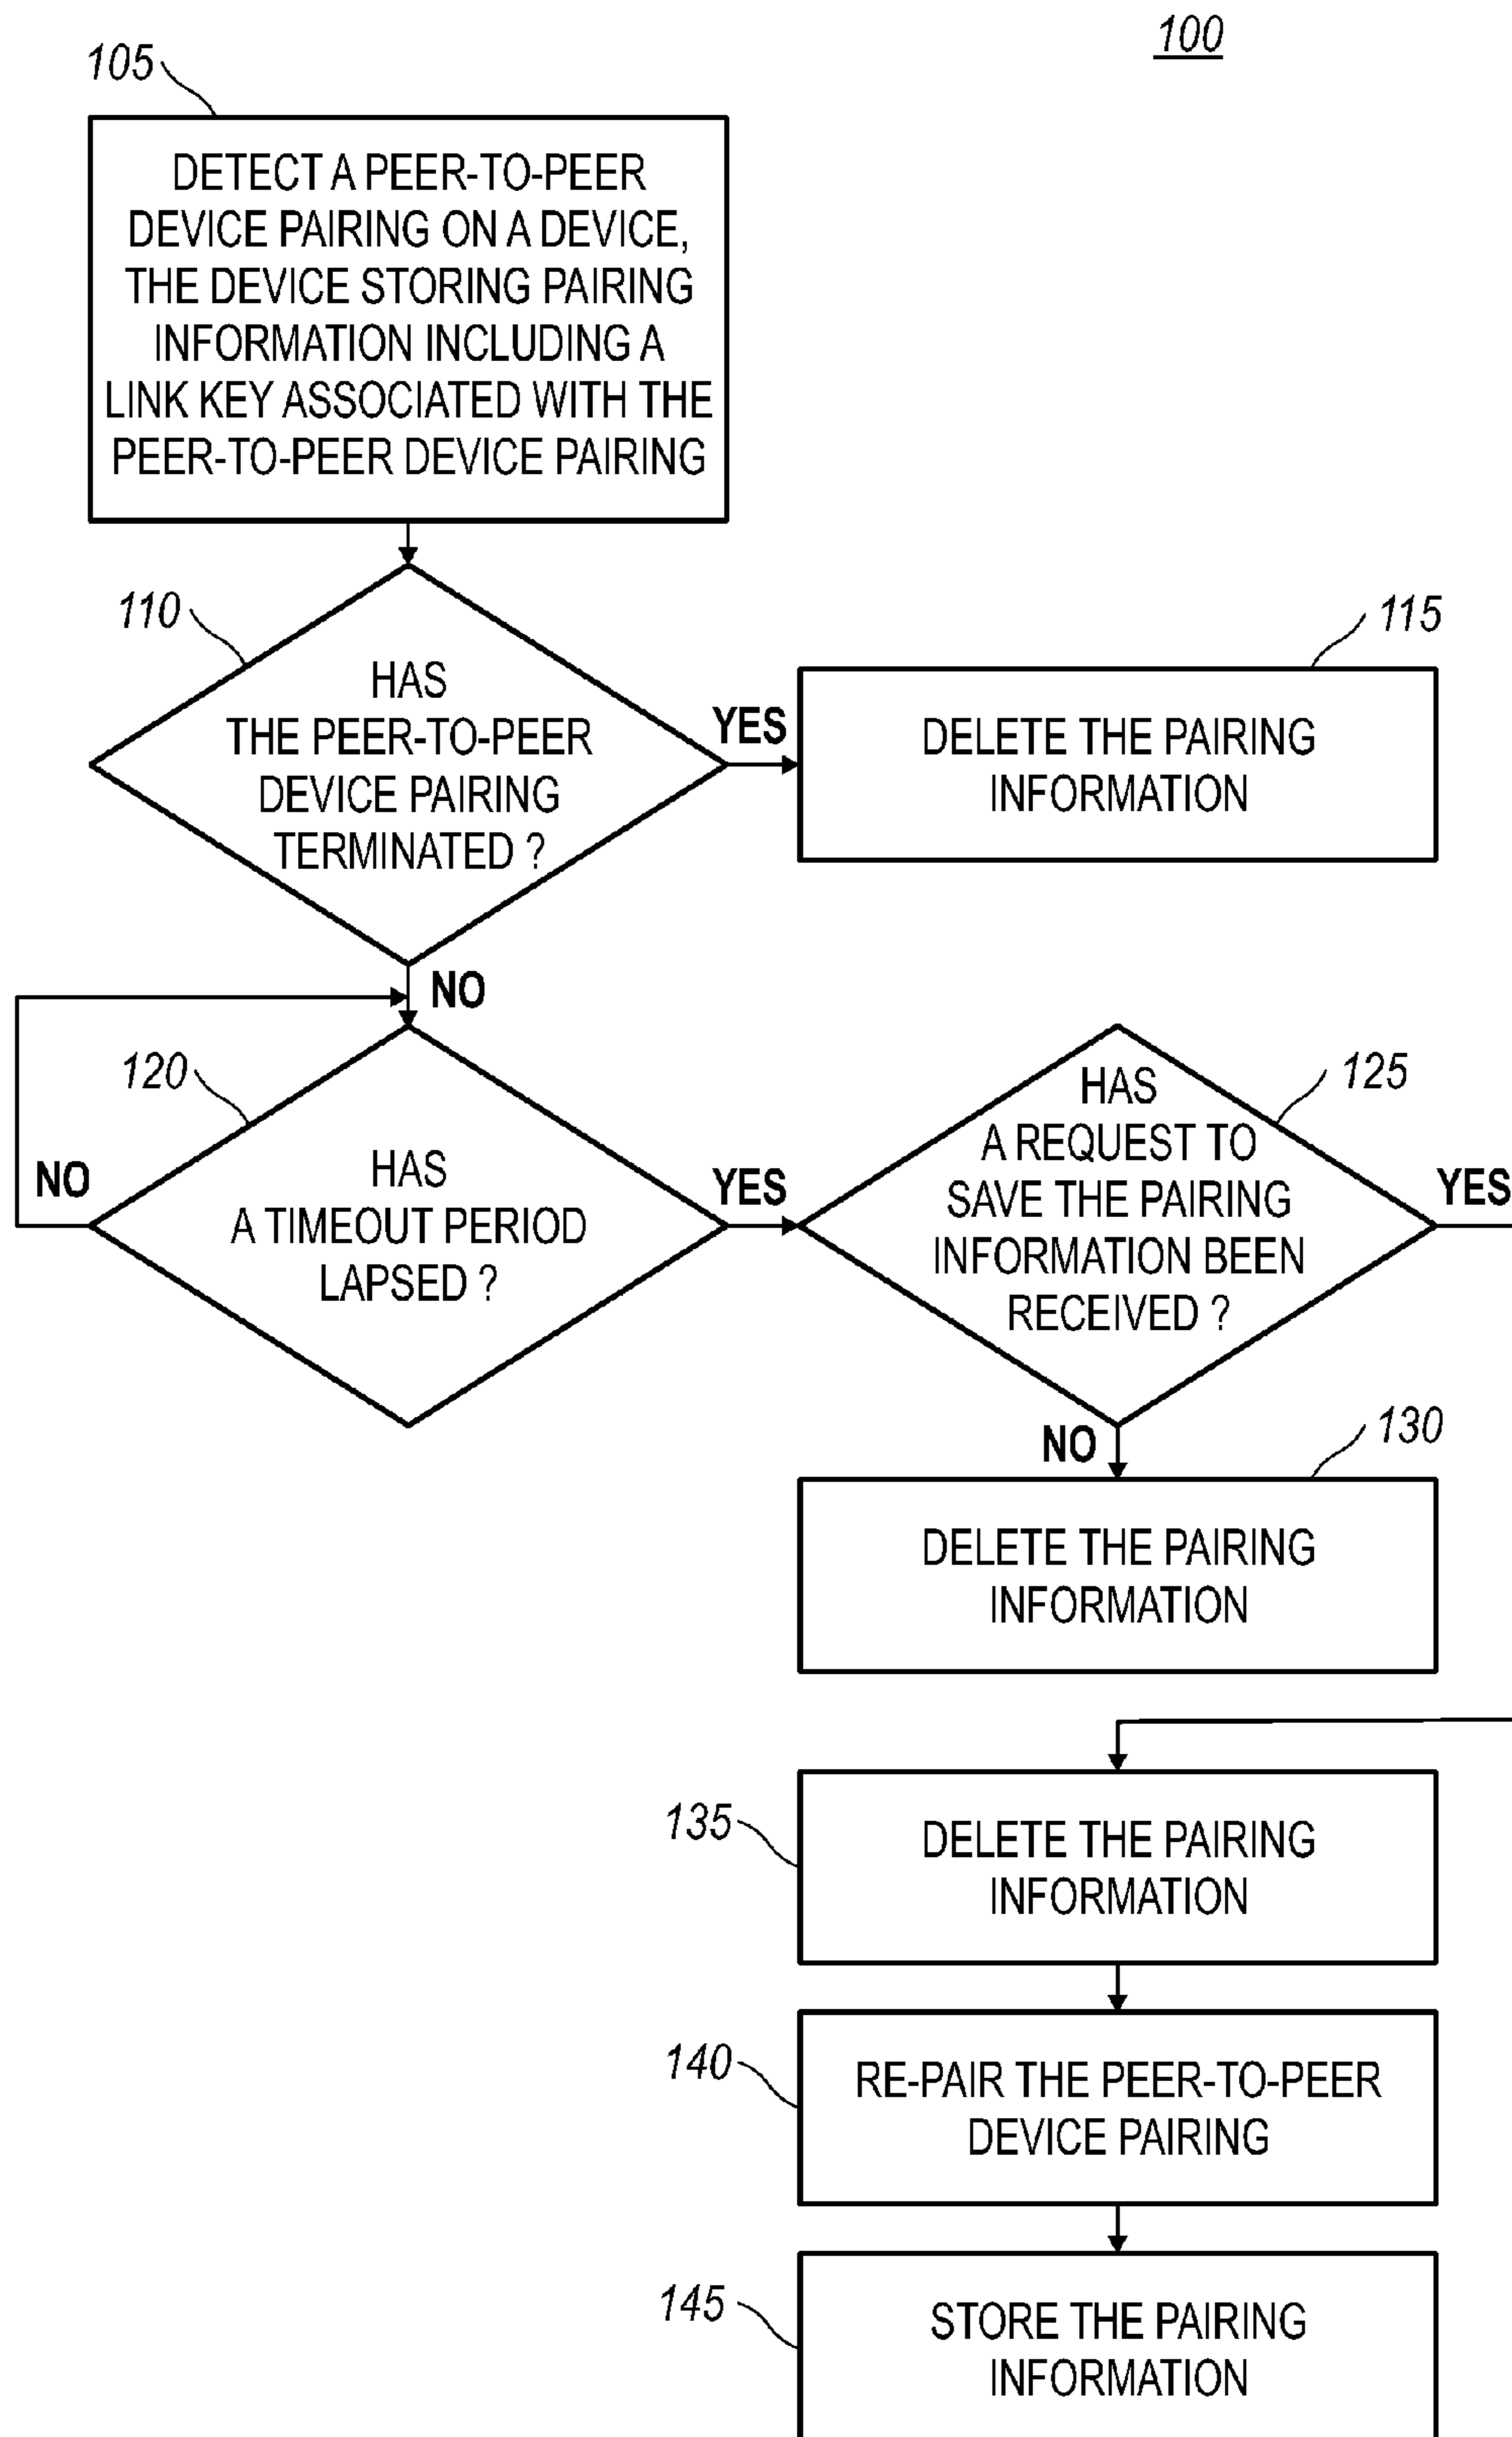 100
105
DETECT A PEER-TO-PEER
DEVICE PAIRING ON A DEVICE,
THE DEVICE STORING PAIRING
INFORMATION INCLUDING A
LINK KEY ASSOCIATED WITH THE
PEER-TO-PEER DEVICE PAIRING
110
HAS
THE PEER-TO-PEER
DEVICE PAIRING
TERMINATED ?
YES
115
DELETE THE PAIRING
INFORMATION
NO
120
HAS
A TIMEOUT PERIOD
LAPSED ?
NO
YES
125
HAS
A REQUEST TO
SAVE THE PAIRING
INFORMATION BEEN
RECEIVED ?
YES
NO
130
DELETE THE PAIRING
INFORMATION
135
DELETE THE PAIRING
INFORMATION
140
RE-PAIR THE PEER-TO-PEER
DEVICE PAIRING
145
STORE THE PAIRING
INFORMATION